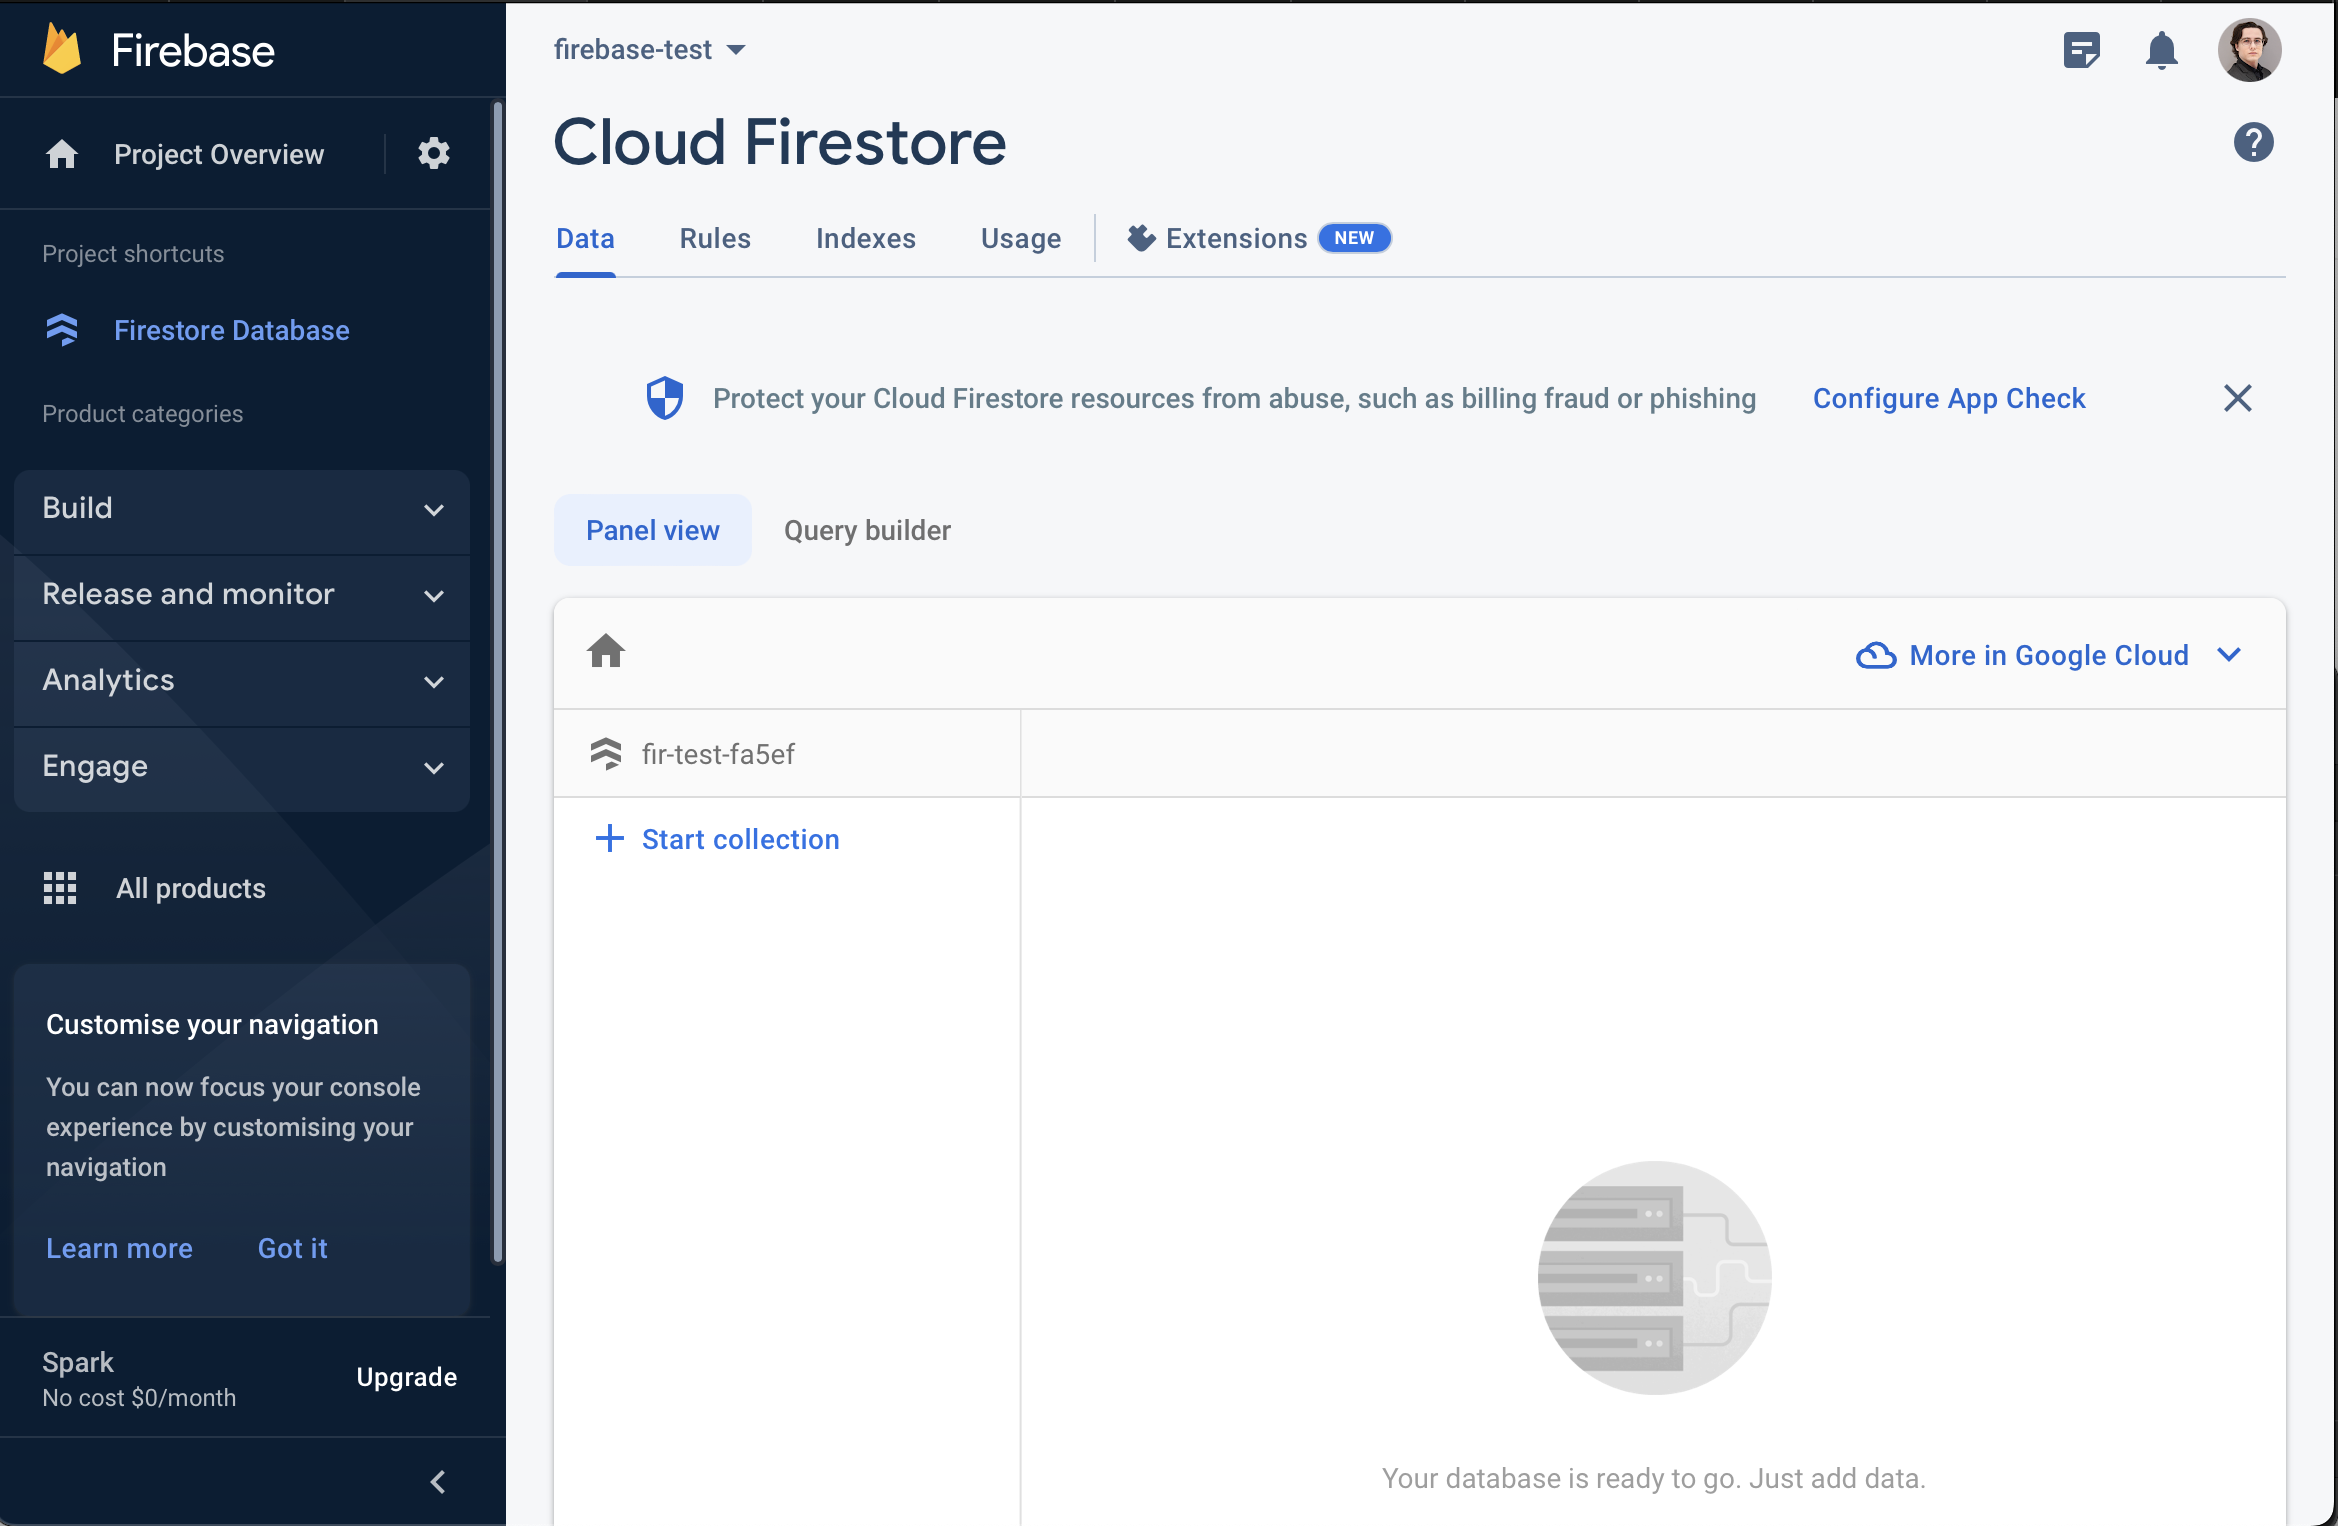 Firebase
Project Overview
Project shortcuts
Firestore Database
Product categories
Build
Release and monitor
Analytics
Engage
All products
Customise your navigation
You can now focus your console
experience by customising your
navigation
Learn more Got it
Spark
No cost $0/month
Upgrade
firebase-test
Cloud Firestore
Data Rules Indexes Usage Extensions NEW
Protect your Cloud Firestore resources from abuse, such as billing fraud or phishing Configure App Check
Panel view Query builder
More in Google Cloud
fir-test-fa5ef
Start collection
Your database is ready to go. Just add data.